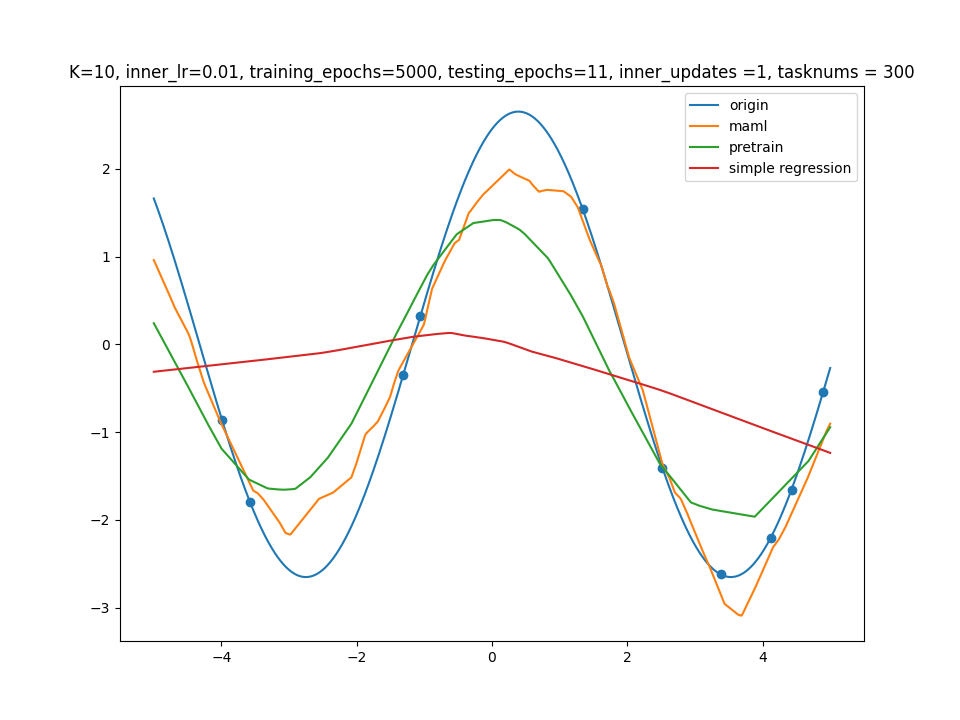 K=10, inner_lr=0.01, training_epochs=5000, testing_epochs=11, inner_updates =1, tasknums = 300
origin
maml
pretrain
simple regression
2
1
0
−1
−2
−3
−4
−2
0
2
4